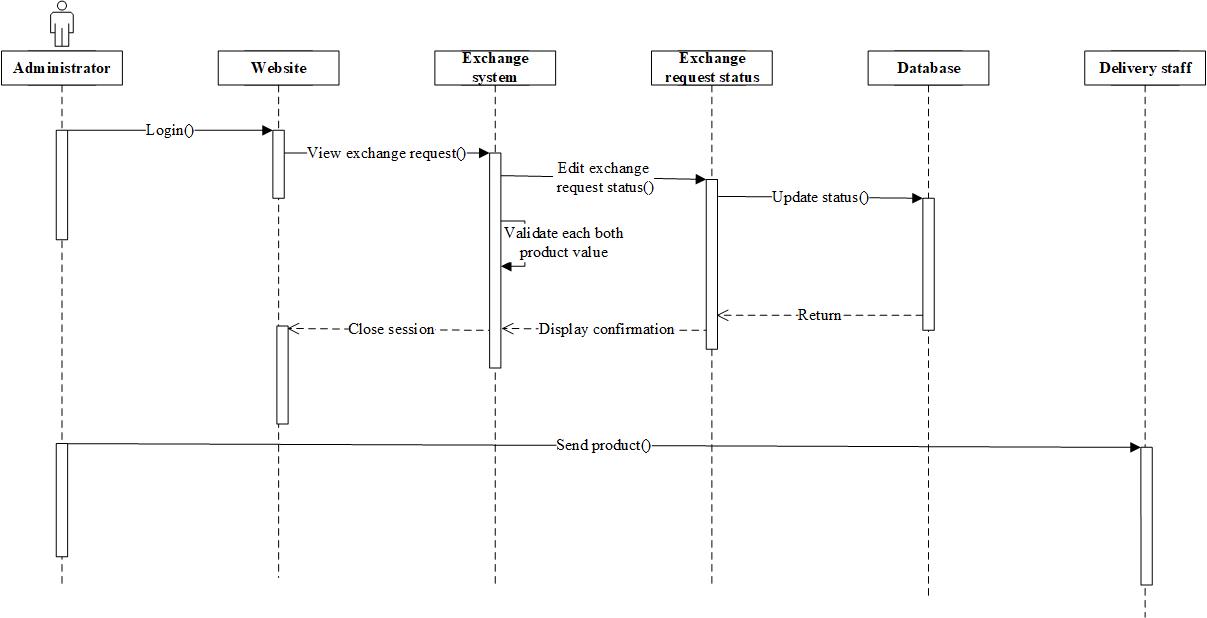 Administrator
Website
Exchange
system
Exchange
request status
Database
Delivery staff
Login()
View exchange request()
Edit exchange
request status()
Update status()
Validate each both
product value
Return
Close session
Display confirmation
Send product()